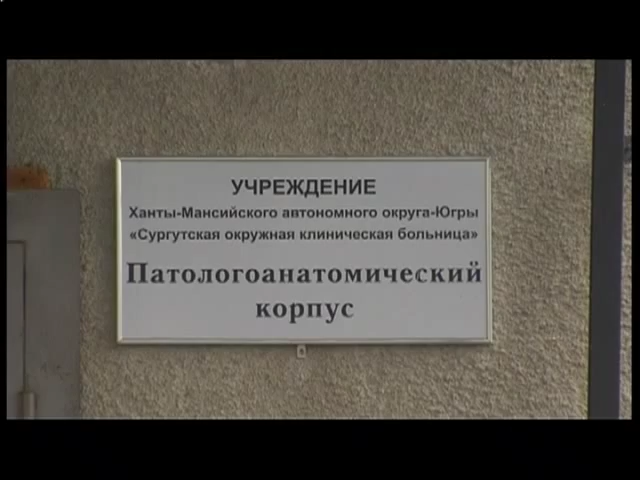 УЧРЕЖДЕНИЕ
Ханты-Мансийского автономного округа-Югры
«Сургутская окружная клиническая больница»
Патологоанатомический
корпус